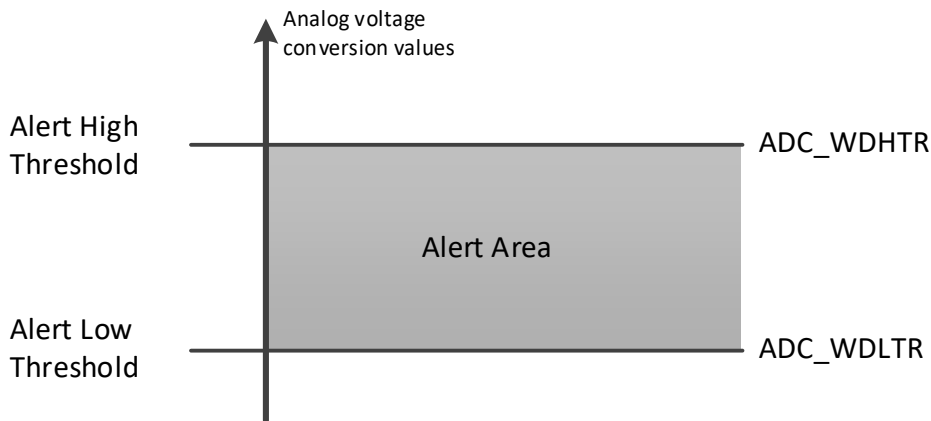 Analog voltage
conversion values
Alert High
Threshold
ADC_WDHTR
Alert Area
Alert Low
Threshold
ADC_WDLTR